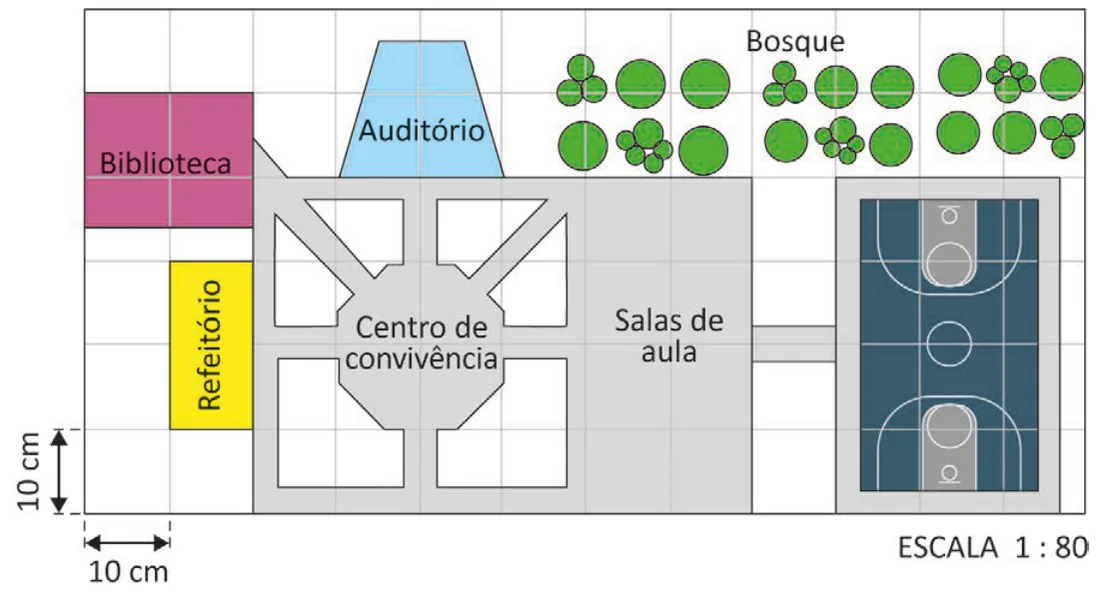 Bosque
Auditório
Biblioteca
Refeitório
Centro de
convivência
Salas de
aula
10 cm
10 cm
ESCALA 1 : 80